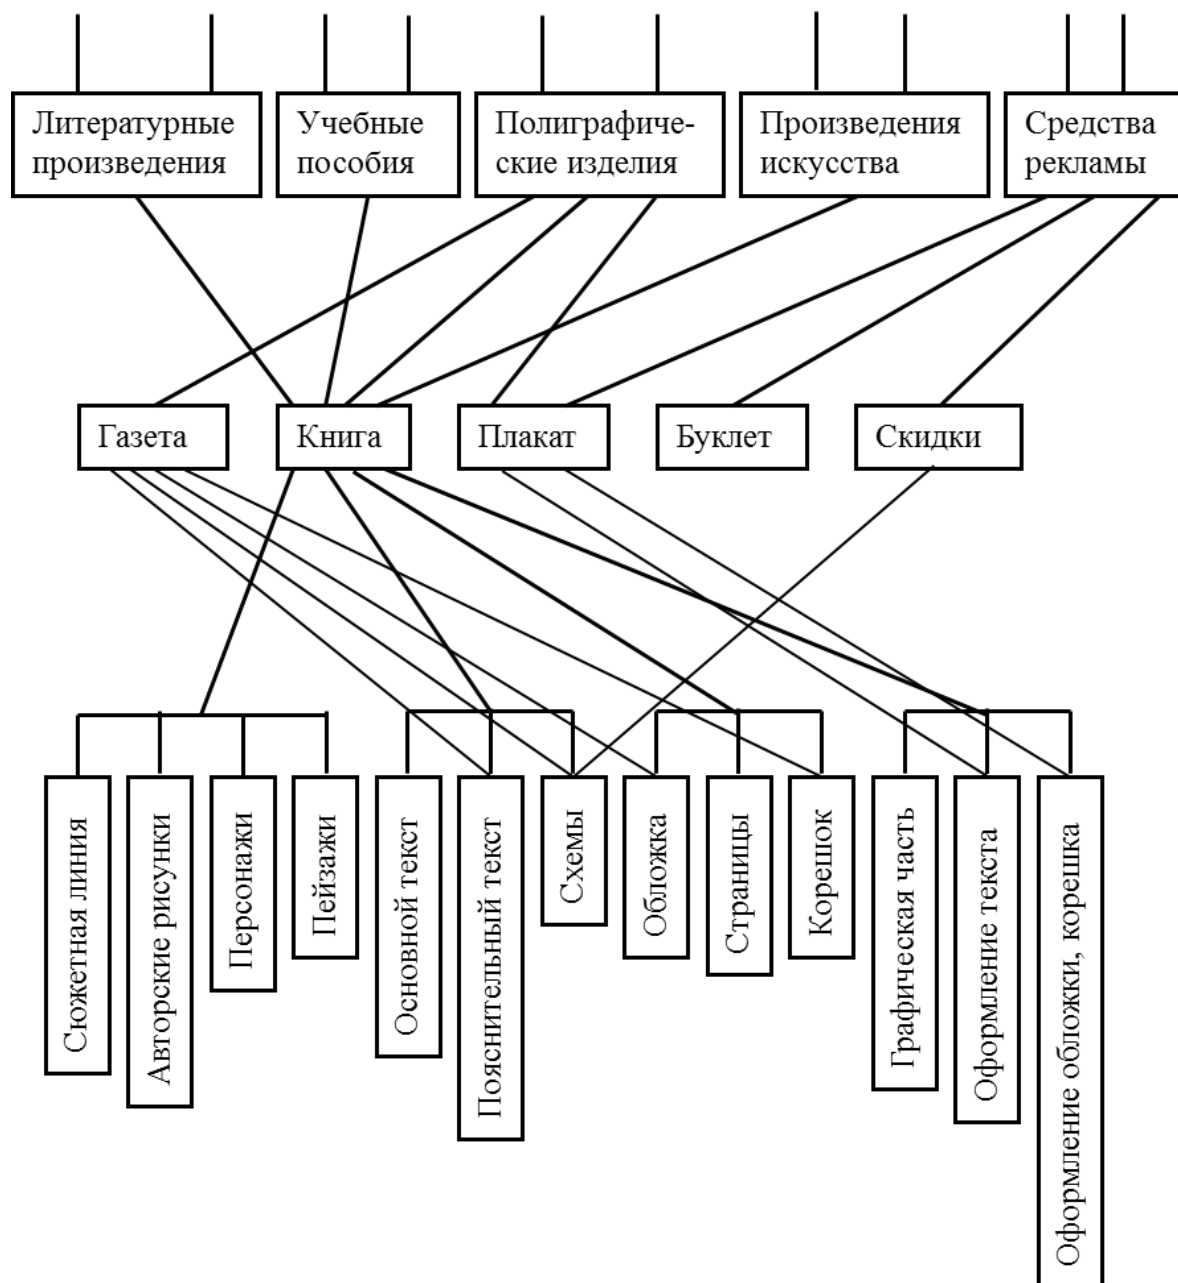 Литературные
произведения
Учебные
пособия
Полиграфиче-
ские изделия
Произведения
искусства
Средства
рекламы
Газета
Книга
Плакат
Буклет
Скидки
Сюжетная линия
Авторские рисунки
Персонажи
Пейзажи
Основной текст
Пояснительный текст
Схемы
Обложка
Страницы
Корешок
Графическая часть
Оформление текста
Оформление обложки, корешка